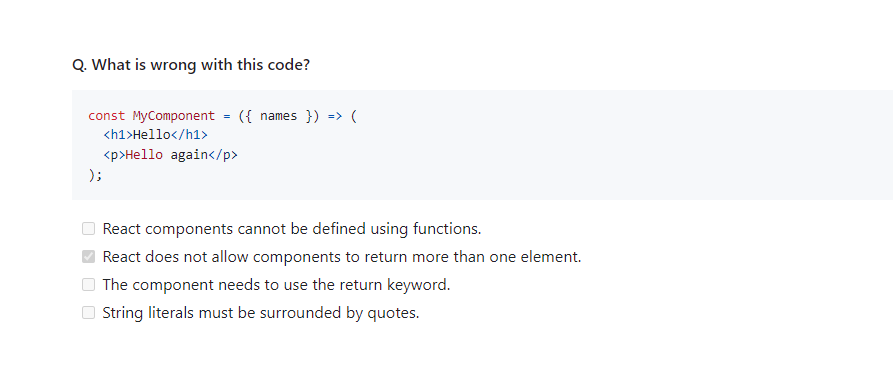 Q. What is wrong with this code?
const MyComponent = ({ names }) => (
  <h1>Hello</h1>
  <p>Hello again</p>
);
React components cannot be defined using functions.
React does not allow components to return more than one element.
The component needs to use the return keyword.
String literals must be surrounded by quotes.